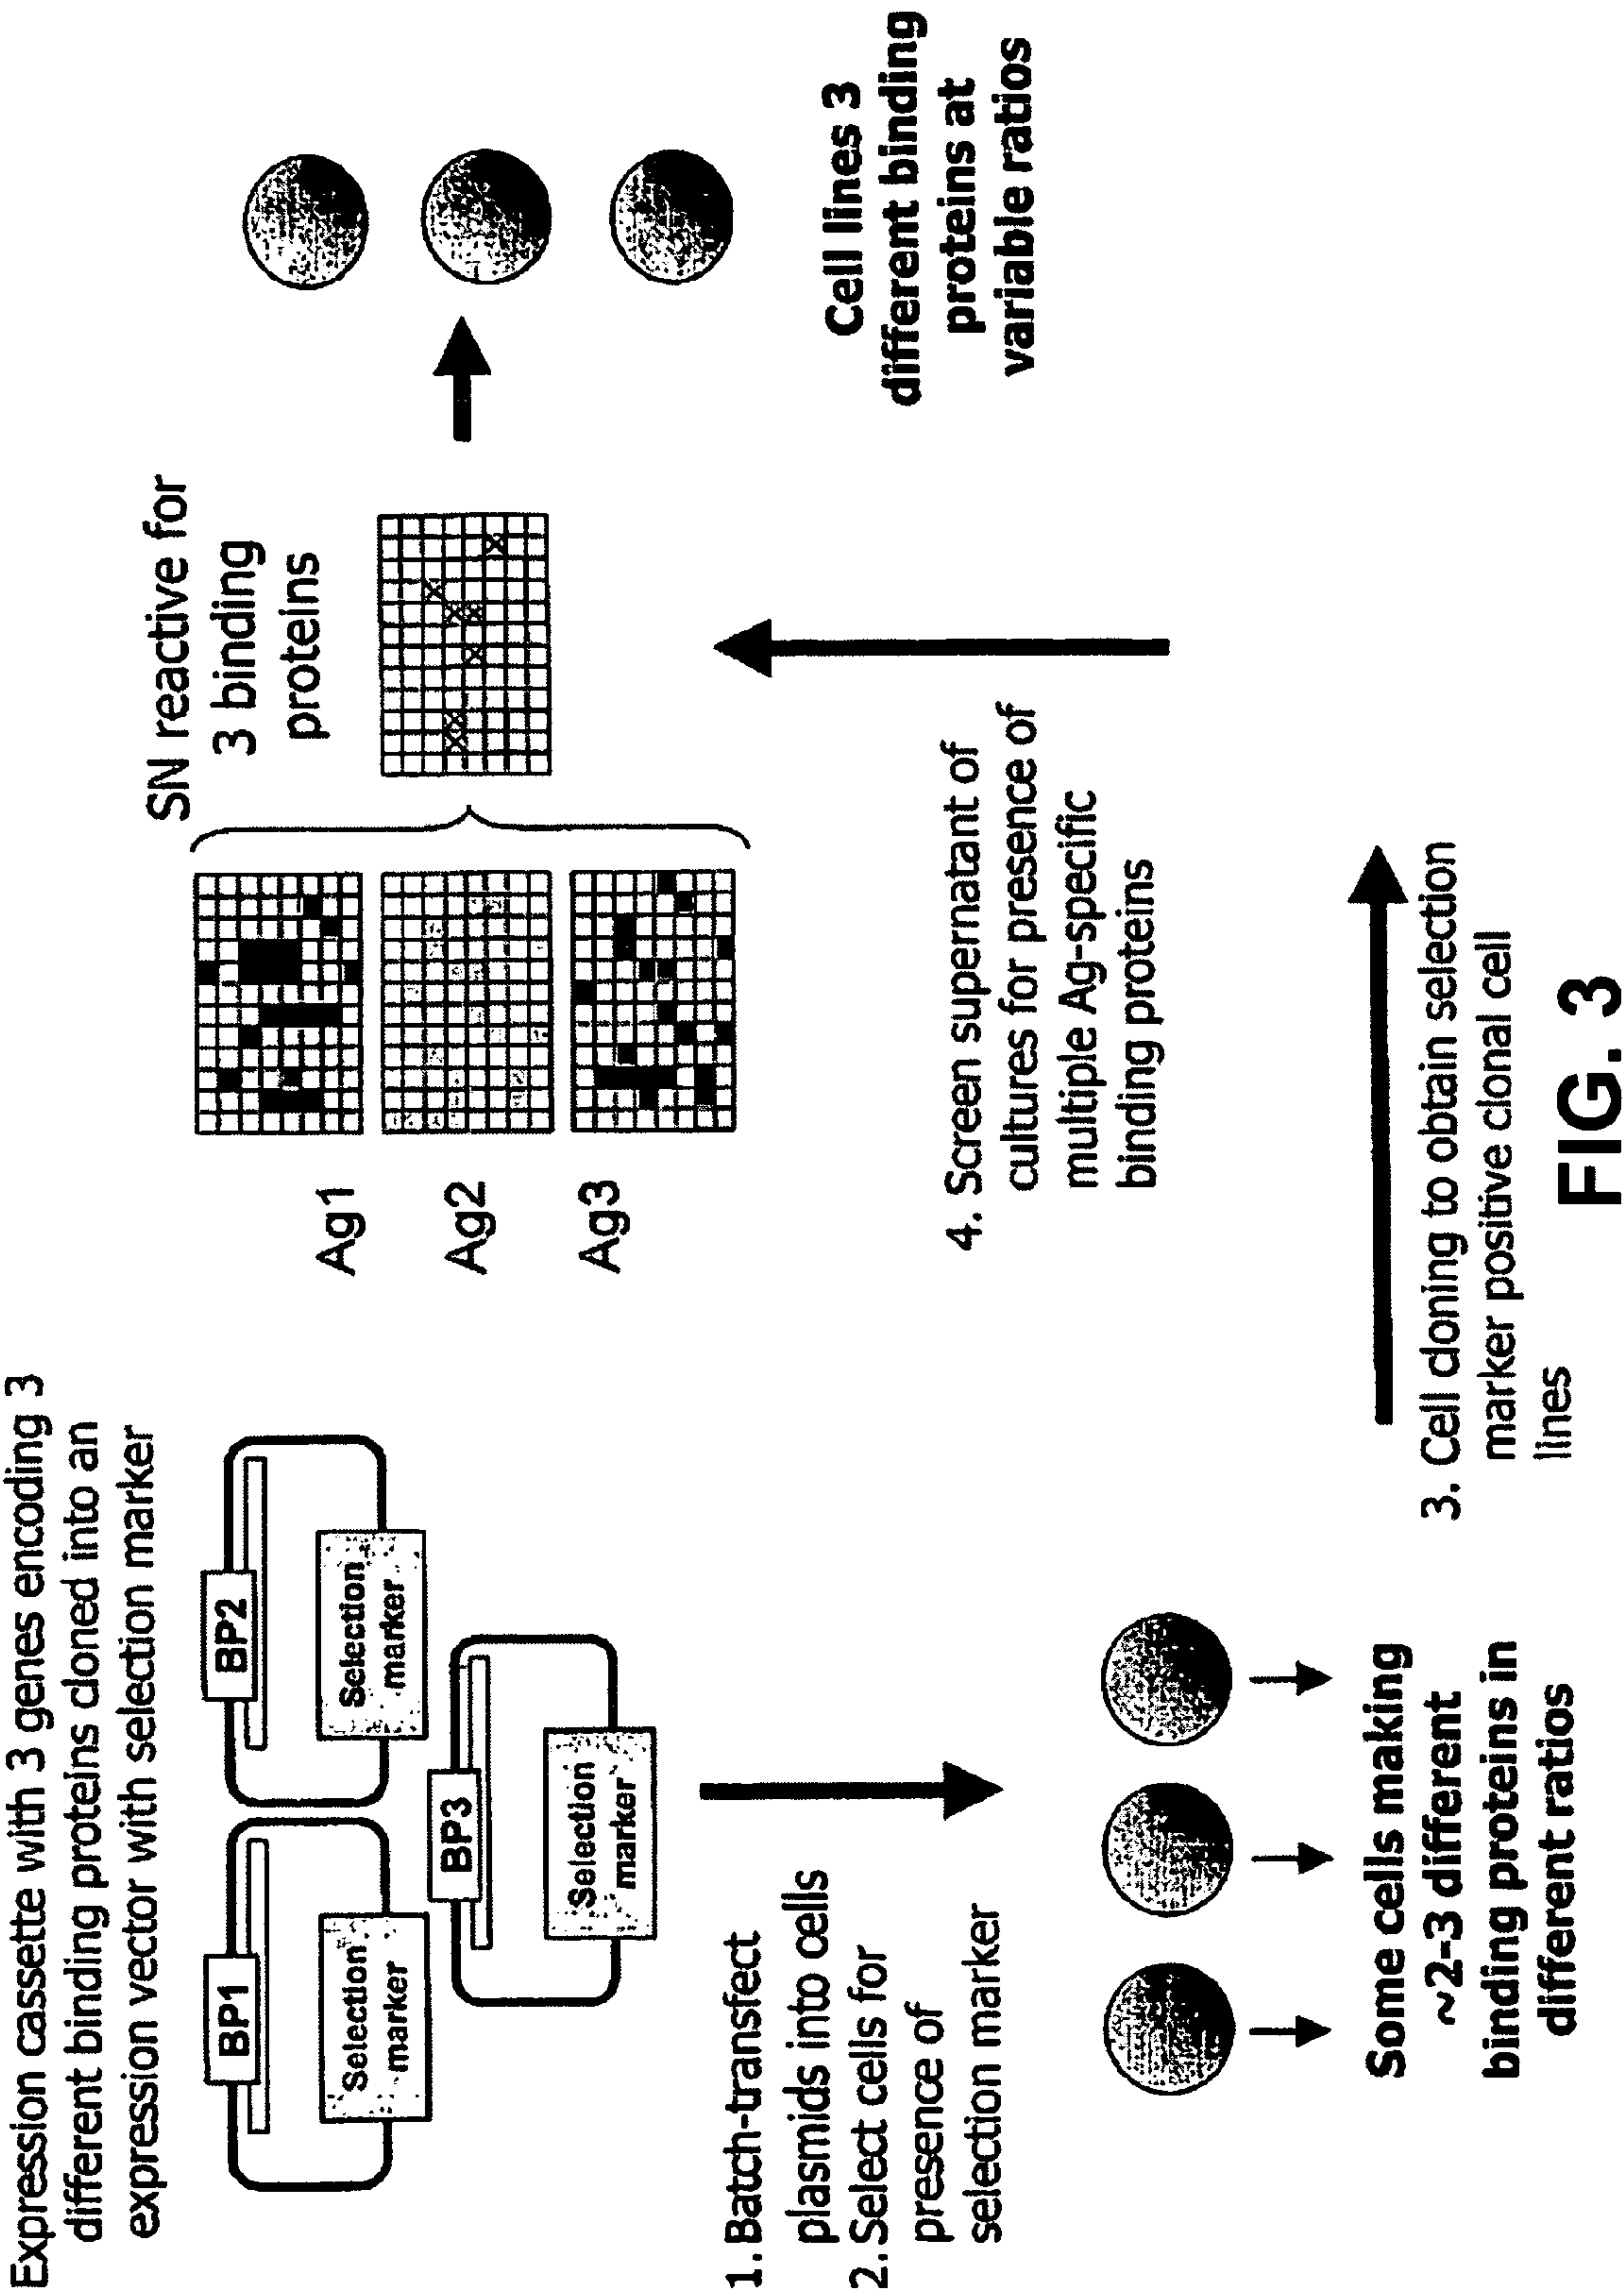 Expression cassette with 3 genes encoding 3
different binding proteins cloned into an
expression vector with selection marker
BP1
Selection
marker
BP2
Selection
marker
BP3
Selection
marker
1. Batch-transfect
plasmids into cells
2. Select cells for
presence of
selection marker
Some cells making
~2-3 different
binding proteins in
different ratios
3. Cell cloning to obtain selection
marker positive clonal cell
lines
4. Screen supernatant of
cultures for presence of
multiple Ag-specific
binding proteins
Ag1
Ag2
Ag3
SN reactive for
3 binding
proteins
Cell lines 3
different binding
proteins at
variable ratios
FIG. 3